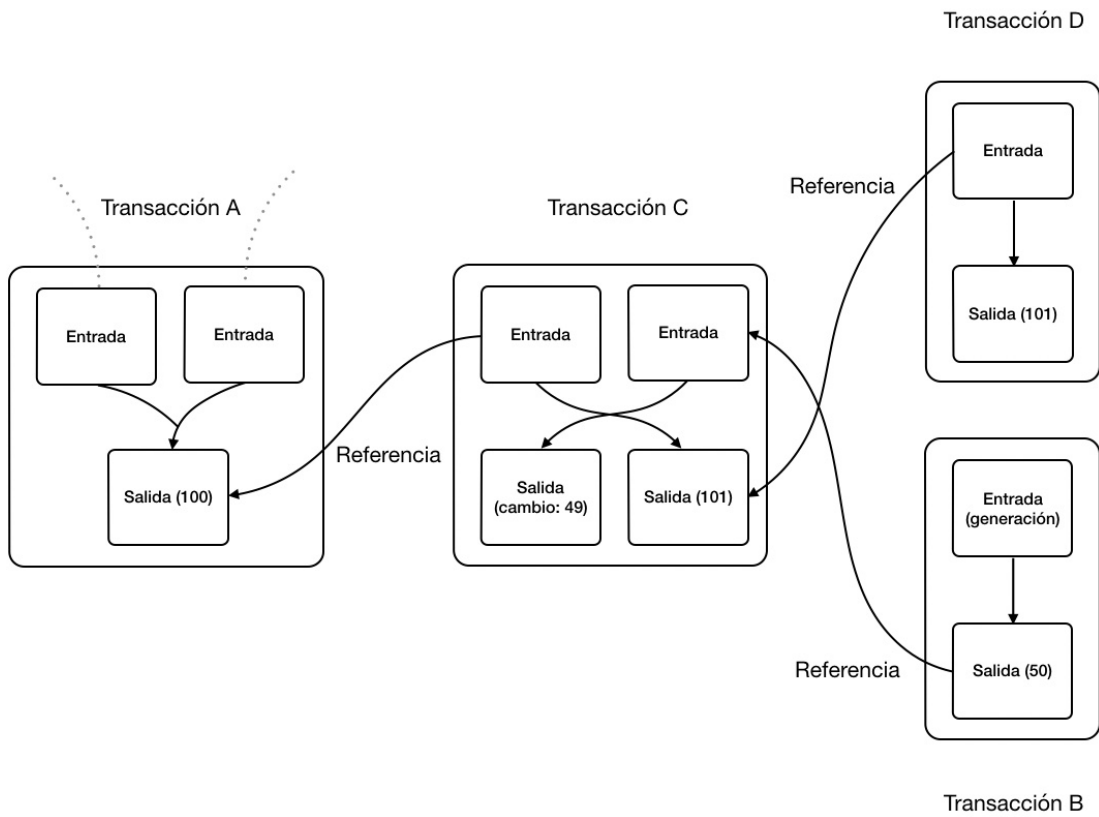 Transacción D
Entrada
Referencia
Salida (101)
Transacción A
Entrada
Entrada
Salida (100)
Referencia
Transacción C
Entrada
Entrada
Salida
(cambio: 49)
Salida (101)
Entrada
(generación)
Referencia
Salida (50)
Transacción B